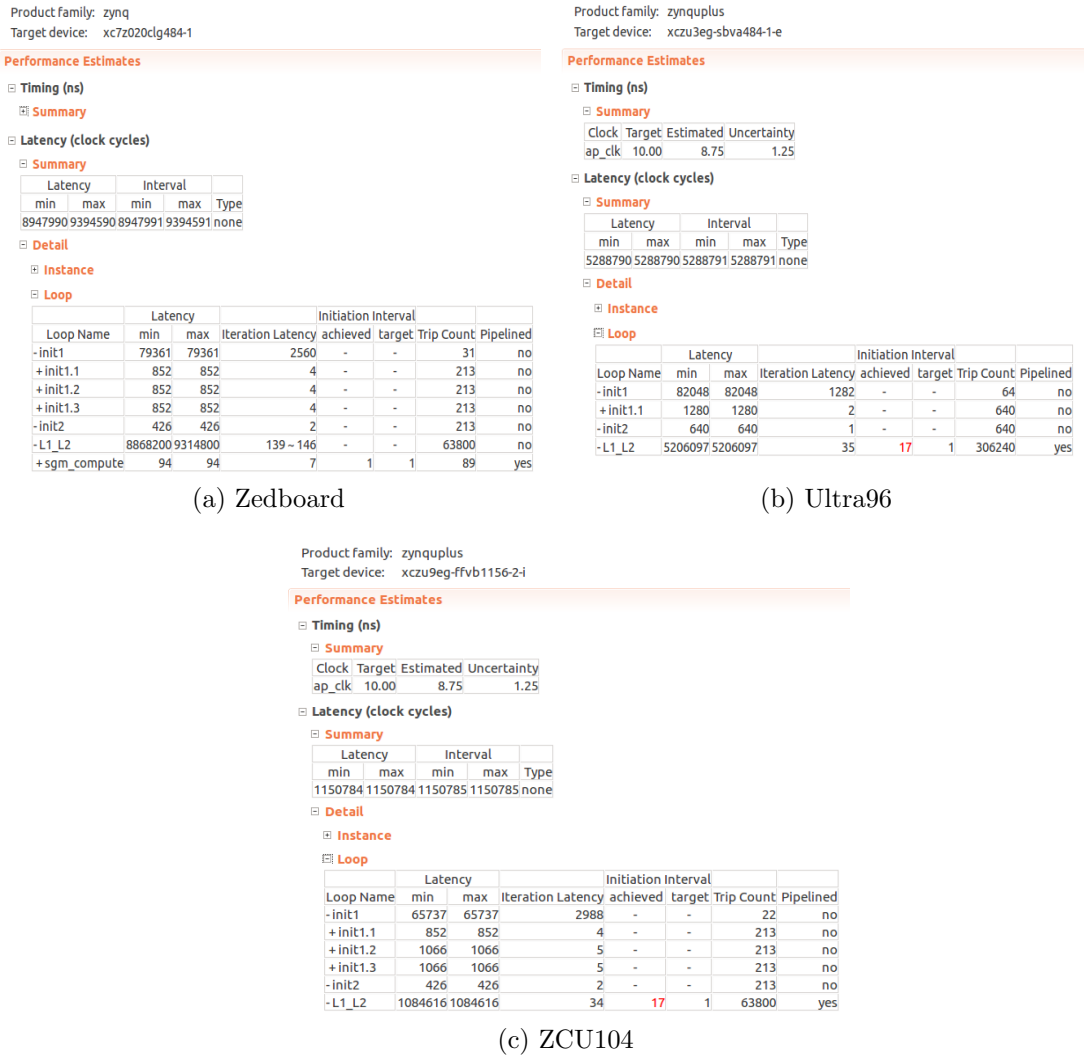 Product family: zynq
Target device: xc7z020clg484-1
Performance Estimates
Timing (ns)
Summary
Latency (clock cycles)
Summary
Latency Interval
min max min max Type
8947990 9394590 8947991 9394591 none
Detail
Instance
Loop
Latency Initiation Interval
Loop Name min max Iteration Latency achieved target Trip Count Pipelined
- init1 79361 79361 2560 - - 31 no
+ init1.1 852 852 4 - - 213 no
+ init1.2 852 852 4 - - 213 no
+ init1.3 852 852 4 - - 213 no
- init2 426 426 2 - - 213 no
- L1_L2 8868200 9314800 139 ~ 146 - - 63800 no
+ sgm_compute 94 94 7 1 1 89 yes
(a) Zedboard
Product family: zynquplus
Target device: xczu3eg-sbva484-1-e
Performance Estimates
Timing (ns)
Summary
Clock Target Estimated Uncertainty
ap_clk 10.00 8.75 1.25
Latency (clock cycles)
Summary
Latency Interval
min max min max Type
5288790 5288790 5288791 5288791 none
Detail
Instance
Loop
Latency Initiation Interval
Loop Name min max Iteration Latency achieved target Trip Count Pipelined
- init1 82048 82048 1282 - - 64 no
+ init1.1 1280 1280 2 - - 640 no
- init2 640 640 1 - - 640 no
- L1_L2 5206097 5206097 35 17 1 306240 yes
(b) Ultra96
Product family: zynquplus
Target device: xczu9eg-ffvb1156-2-i
Performance Estimates
Timing (ns)
Summary
Clock Target Estimated Uncertainty
ap_clk 10.00 8.75 1.25
Latency (clock cycles)
Summary
Latency Interval
min max min max Type
1150784 1150784 1150785 1150785 none
Detail
Instance
Loop
Latency Initiation Interval
Loop Name min max Iteration Latency achieved target Trip Count Pipelined
- init1 65737 65737 2988 - - 22 no
+ init1.1 852 852 4 - - 213 no
+ init1.2 1066 1066 5 - - 213 no
+ init1.3 1066 1066 5 - - 213 no
- init2 426 426 2 - - 213 no
- L1_L2 1084616 1084616 34 17 1 63800 yes
(c) ZCU104